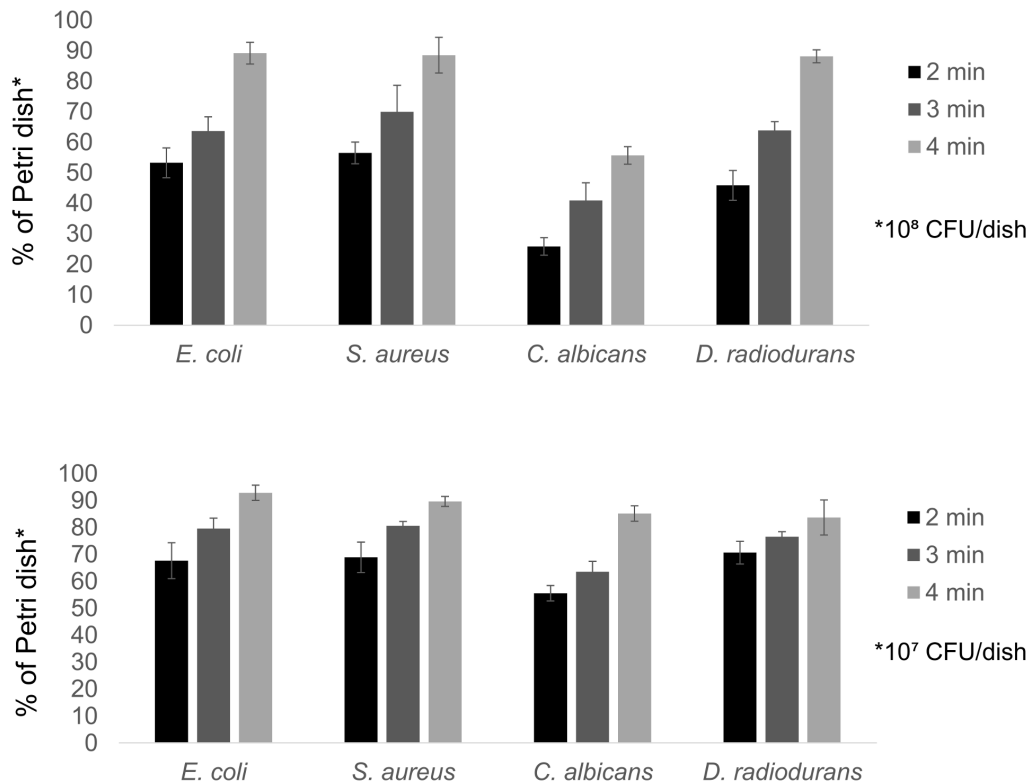 % of Petri dish*
100
90
80
70
60
50
40
30
20
10
0
E. coli
S. aureus
C. albicans
D. radiodurans
2 min
3 min
4 min
*10⁸ CFU/dish
% of Petri dish*
100
90
80
70
60
50
40
30
20
10
0
E. coli
S. aureus
C. albicans
D. radiodurans
2 min
3 min
4 min
*10⁷ CFU/dish